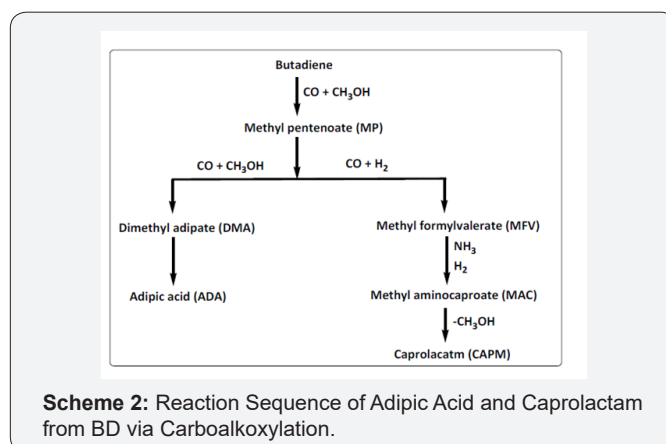 Butadiene
CO + CH₃OH
Methyl pentenoate (MP)
CO + CH₃OH
CO + H₂
Dimethyl adipate (DMA)
Methyl formylvalerate (MFV)
NH₃
H₂
Adipic acid (ADA)
Methyl aminocaproate (MAC)
-CH₃OH
Caprolacatm (CAPM)
Scheme 2: Reaction Sequence of Adipic Acid and Caprolactam
from BD via Carboalkoxylation.